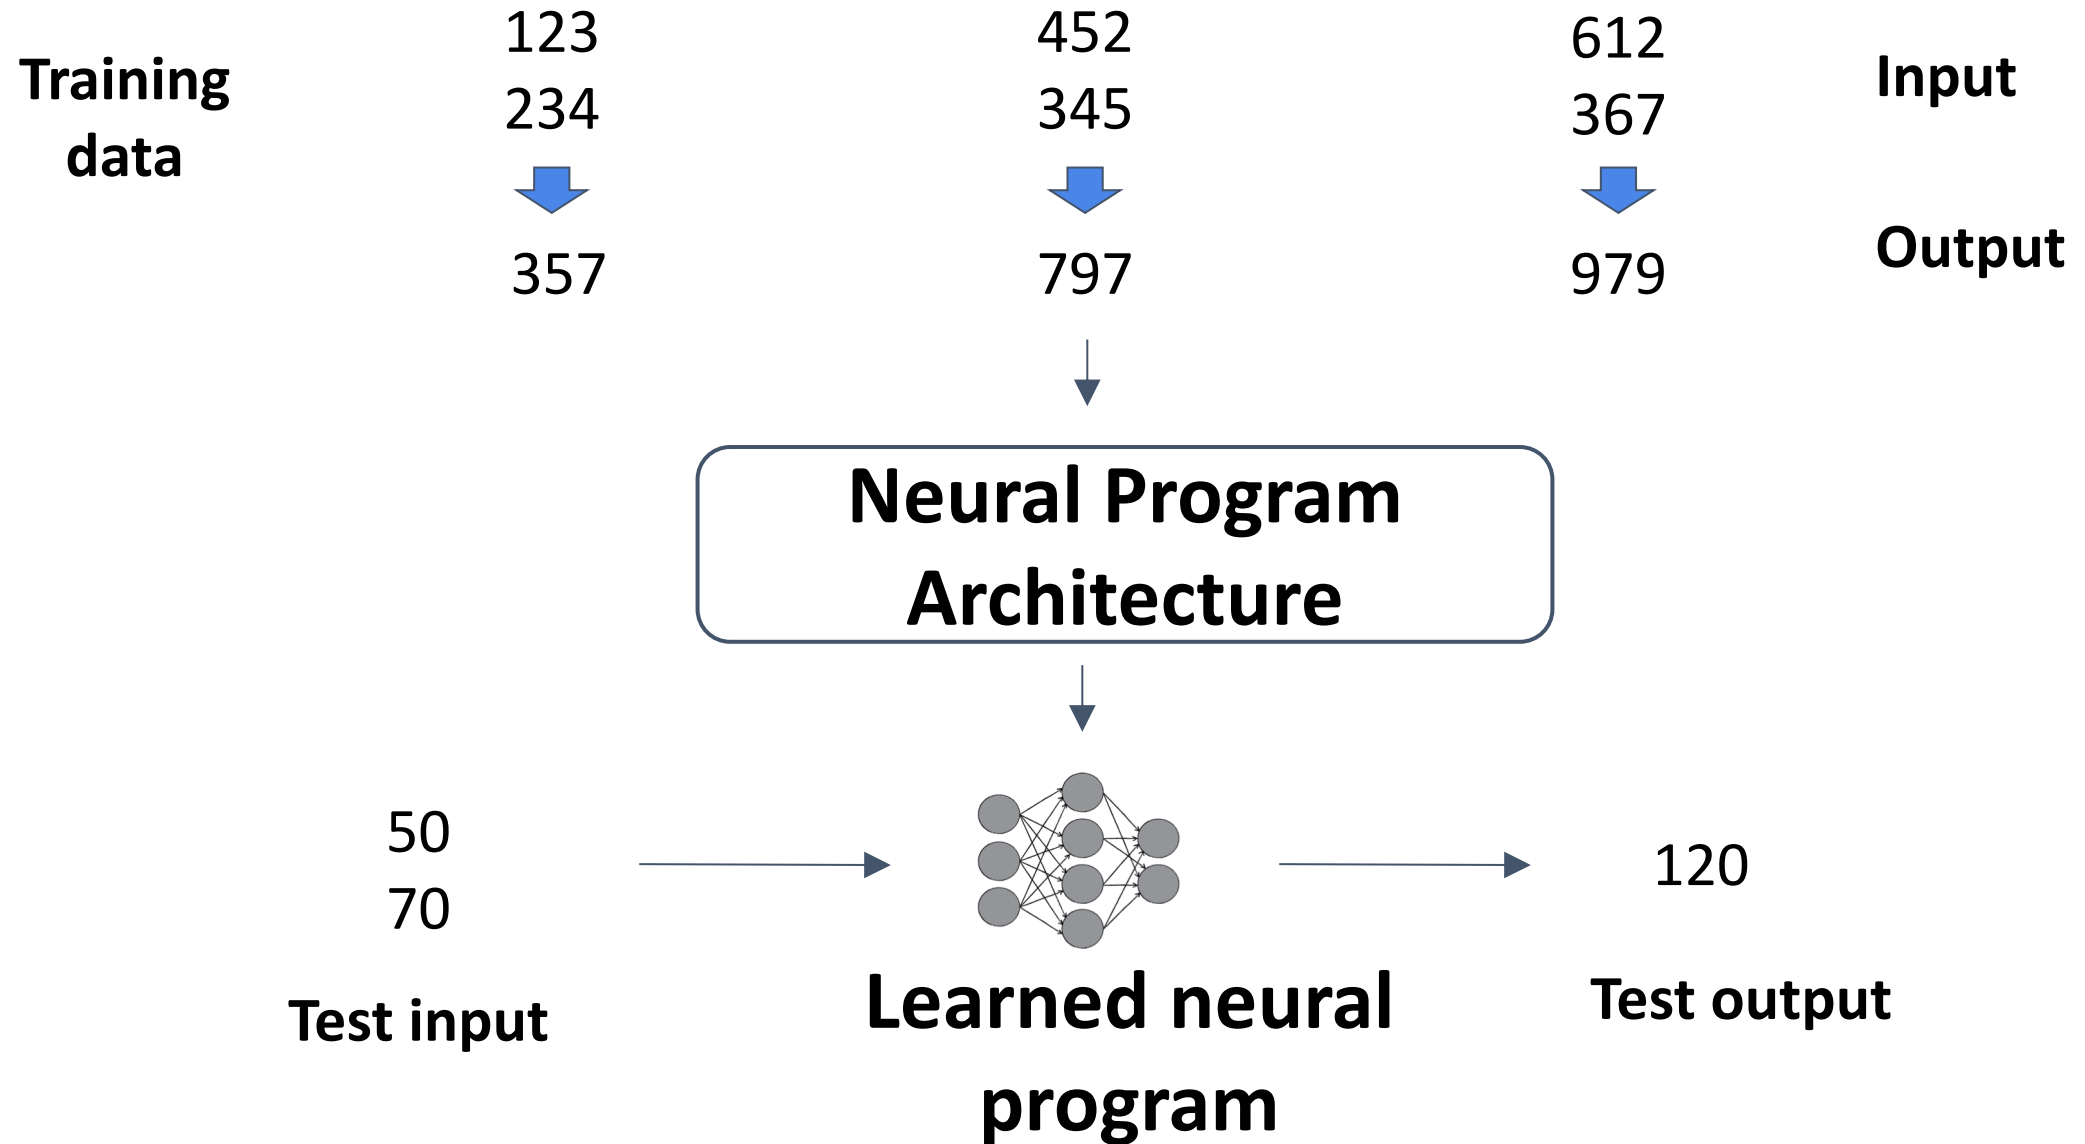 Training
data
123
234
357
452
345
797
612
367
979
Input
Output
Neural Program
Architecture
50
70
Test input
Learned neural
program
120
Test output